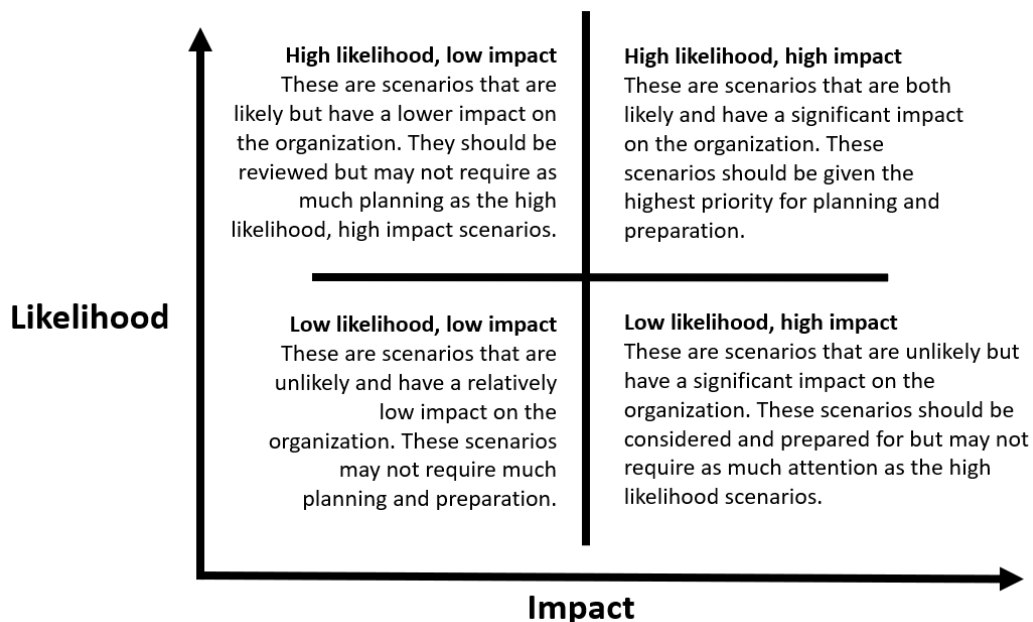 High likelihood, low impact
These are scenarios that are
likely but have a lower impact on
the organization. They should be
reviewed but may not require as
much planning as the high
likelihood, high impact scenarios.
High likelihood, high impact
These are scenarios that are both
likely and have a significant impact
on the organization. These
scenarios should be given the
highest priority for planning and
preparation.
Likelihood
Low likelihood, low impact
These are scenarios that are
unlikely and have a relatively
low impact on the
organization. These scenarios
may not require much
planning and preparation.
Low likelihood, high impact
These are scenarios that are unlikely but
have a significant impact on the
organization. These scenarios should be
considered and prepared for but may not
require as much attention as the high
likelihood scenarios.
Impact